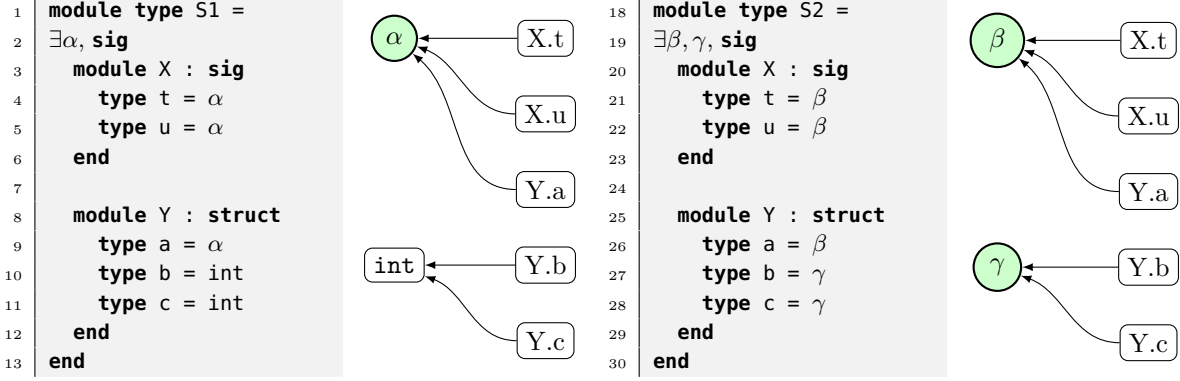 1 module type S1 =
2 ∃α, sig
3 module X : sig
4 type t = α
5 type u = α
6 end
7
8 module Y : struct
9 type a = α
10 type b = int
11 type c = int
12 end
13 end
α
X.t
X.u
Y.a
int
Y.b
Y.c
18 module type S2 =
19 ∃β, γ, sig
20 module X : sig
21 type t = β
22 type u = β
23 end
24
25 module Y : struct
26 type a = β
27 type b = γ
28 type c = γ
29 end
30 end
β
X.t
X.u
Y.a
γ
Y.b
Y.c